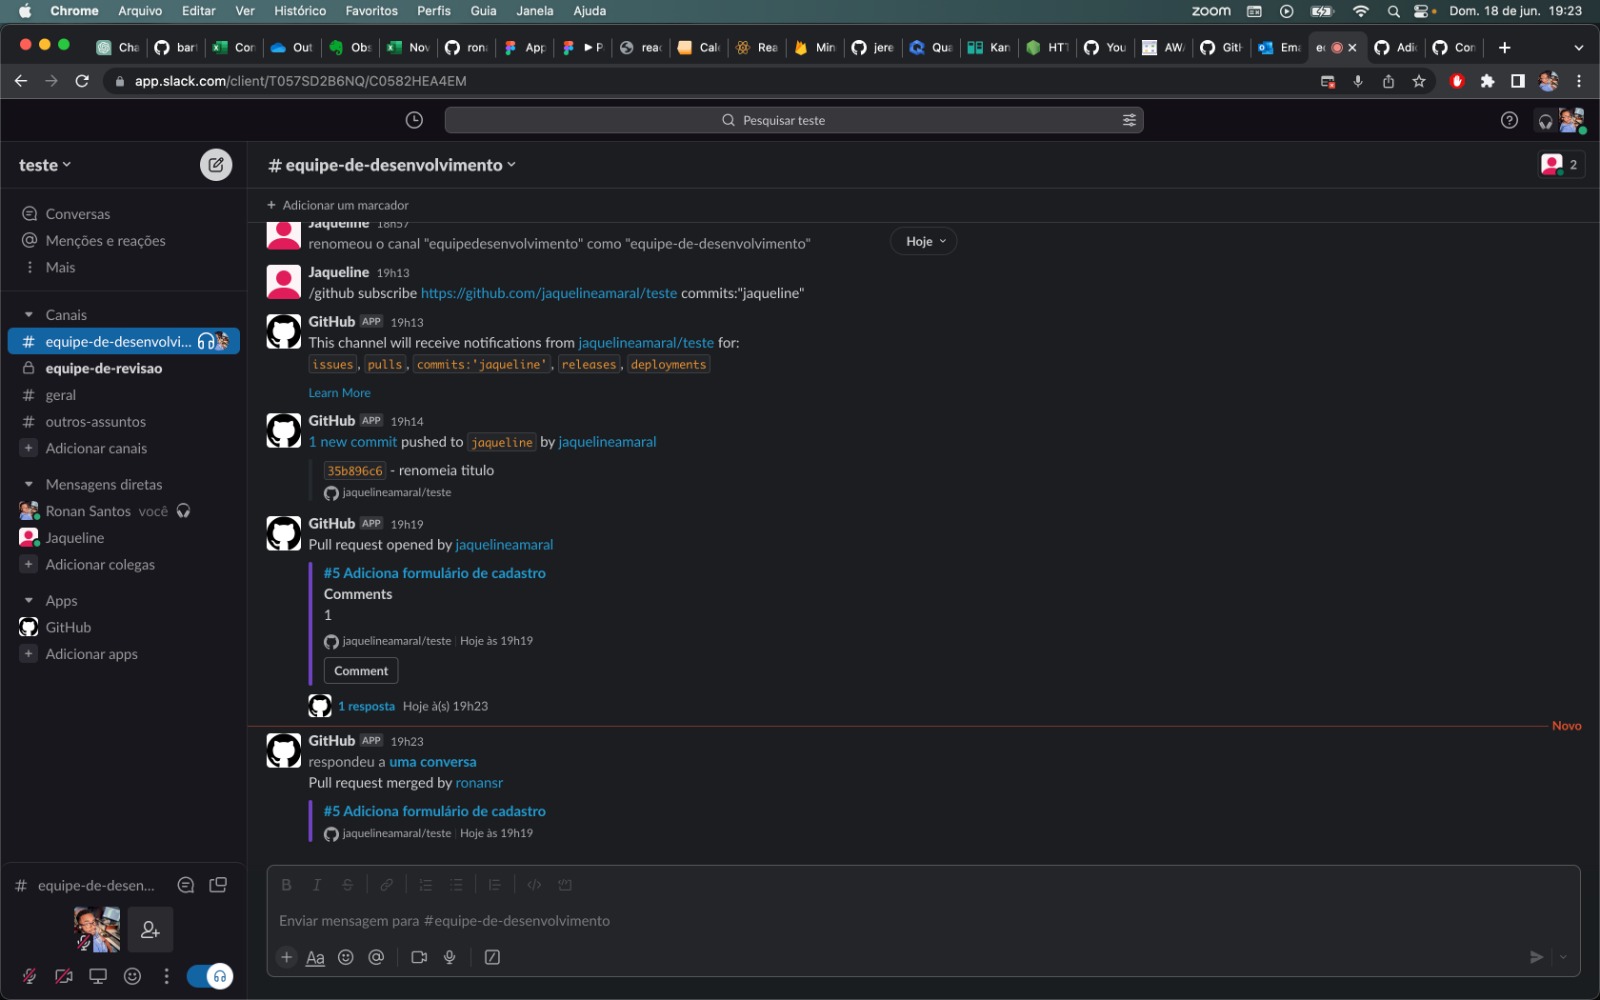 Chrome Arquivo Editar Ver Histórico Favoritos Perfis Guia Janela Ajuda zoom Dom. 18 de jun. 19:23
Cha bar Con Out Obs Nov ron App P reac Cale Rea Min jere Qua Kan HTT You AWA GitH Ema Adi Con
app.slack.com/client/T057SD2B6NQ/C0582HEA4EM
Pesquisar teste
teste
# equipe-de-desenvolvimento
2
Adicionar um marcador
Conversas
Menções e reações
Mais
Canais
# equipe-de-desenvolvi...
equipe-de-revisao
# geral
# outros-assuntos
+ Adicionar canais
Mensagens diretas
Ronan Santos você
Jaqueline
+ Adicionar colegas
Apps
GitHub
+ Adicionar apps
Jaqueline 18h57
renomeou o canal "equipedesenvolvimento" como "equipe-de-desenvolvimento"
Hoje
Jaqueline 19h13
/github subscribe https://github.com/jaquelineamaral/teste commits:"jaqueline"
GitHub APP 19h13
This channel will receive notifications from jaquelineamaral/teste for:
issues, pulls, commits:'jaqueline', releases, deployments
Learn More
GitHub APP 19h14
1 new commit pushed to jaqueline by jaquelineamaral
35b896c6 - renomeia titulo
jaquelineamaral/teste
GitHub APP 19h19
Pull request opened by jaquelineamaral
#5 Adiciona formulário de cadastro
Comments
1
jaquelineamaral/teste | Hoje às 19h19
Comment
1 resposta Hoje à(s) 19h23
Novo
GitHub APP 19h23
respondeu a uma conversa
Pull request merged by ronansr
#5 Adiciona formulário de cadastro
jaquelineamaral/teste | Hoje às 19h19
# equipe-de-desen...
Enviar mensagem para #equipe-de-desenvolvimento
Aa